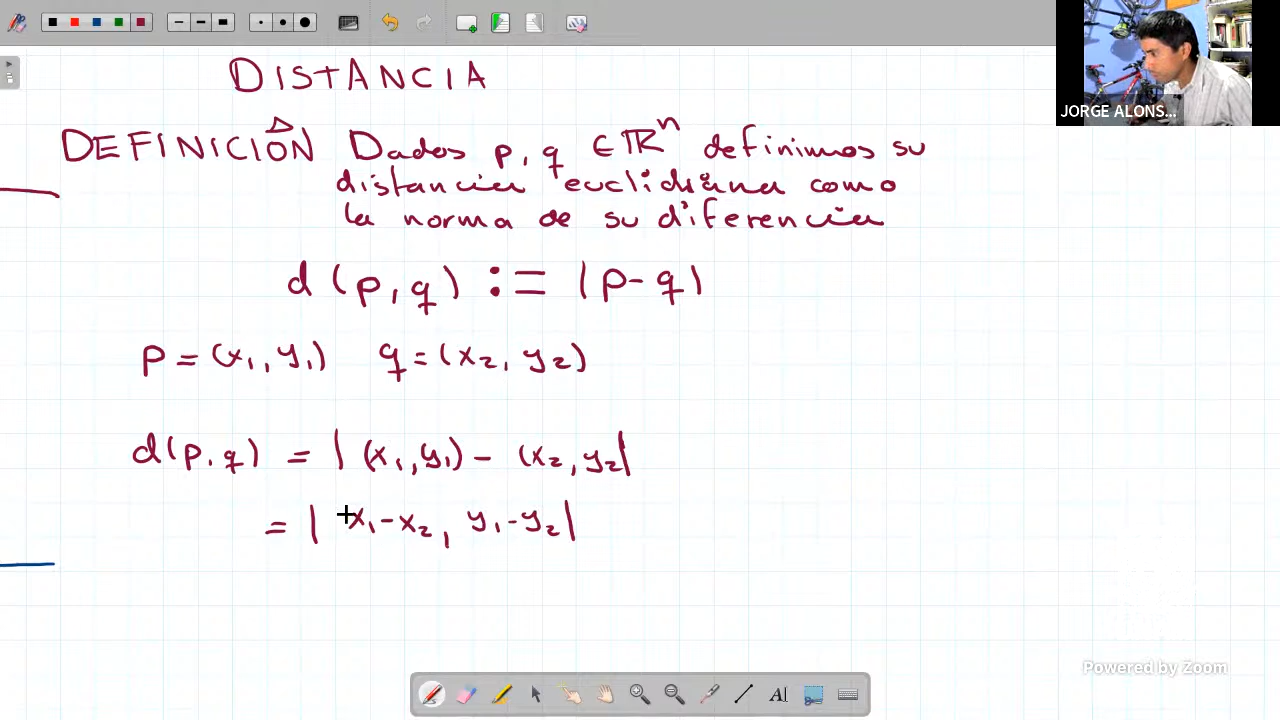 DISTANCIA
JORGE ALONS...
DEFINICIÓN Dados p, q ∈ ℝⁿ definimos su
distancia euclidiana como
la norma de su diferencia
d(p, q) := |p - q|
p = (x₁, y₁) q = (x₂, y₂)
d(p, q) = | (x₁, y₁) - (x₂, y₂|
= | x₁ - x₂, y₁ - y₂|
Powered by Zoom
AI